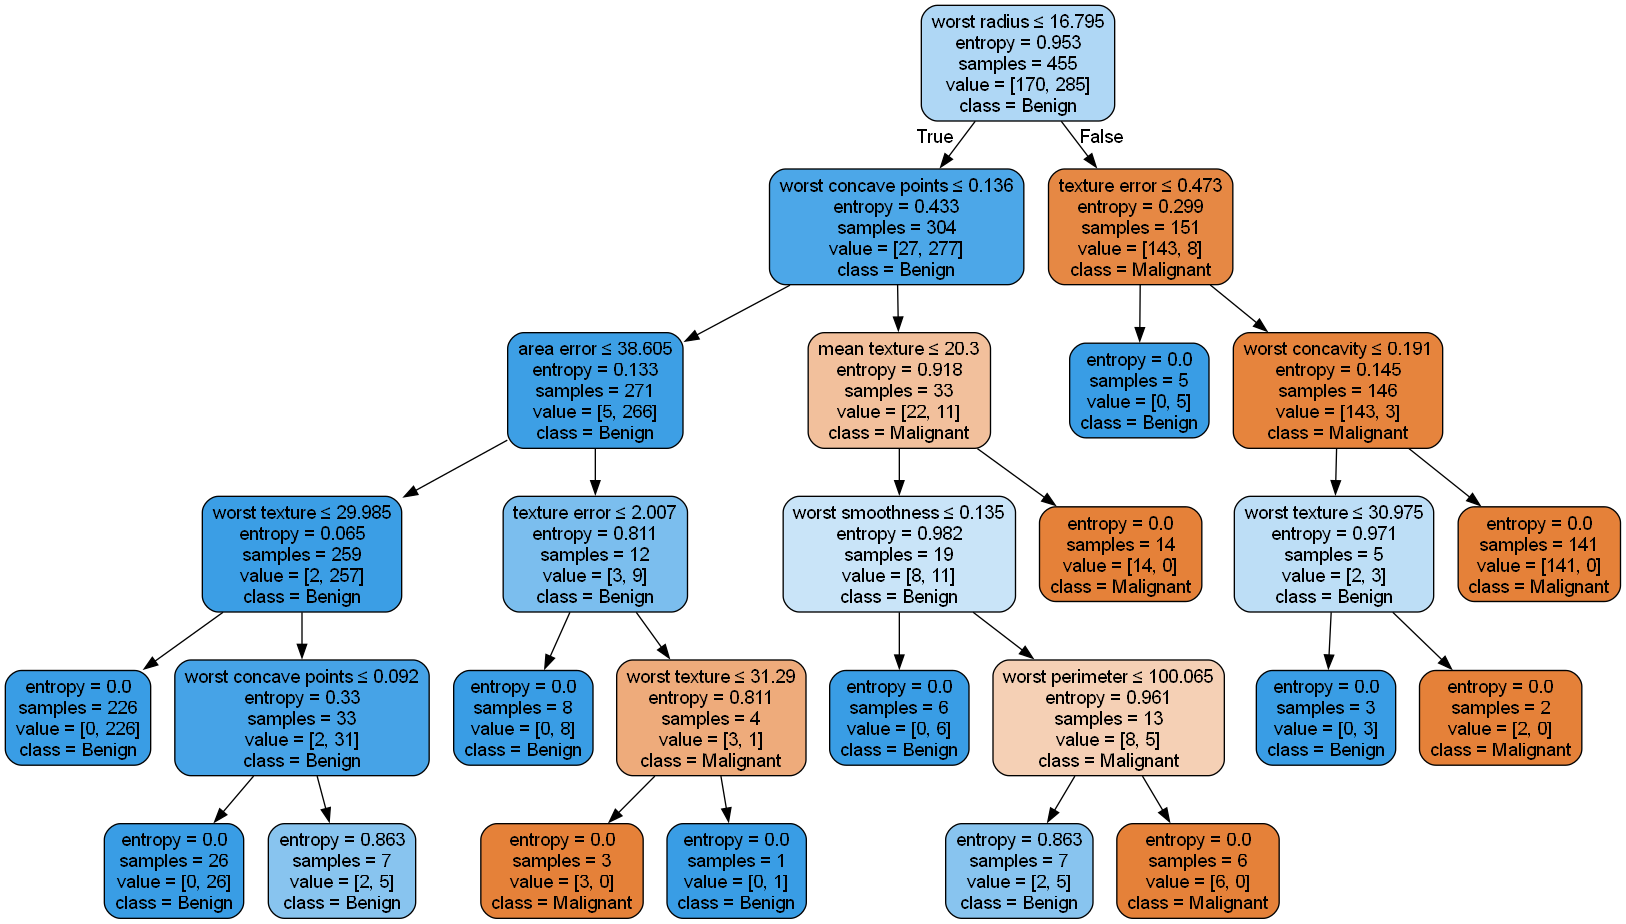 worst radius ≤ 16.795
entropy = 0.953
samples = 455
value = [170, 285]
class = Benign
True
False
worst concave points ≤ 0.136
entropy = 0.433
samples = 304
value = [27, 277]
class = Benign
texture error ≤ 0.473
entropy = 0.299
samples = 151
value = [143, 8]
class = Malignant
area error ≤ 38.605
entropy = 0.133
samples = 271
value = [5, 266]
class = Benign
mean texture ≤ 20.3
entropy = 0.918
samples = 33
value = [22, 11]
class = Malignant
entropy = 0.0
samples = 5
value = [0, 5]
class = Benign
worst concavity ≤ 0.191
entropy = 0.145
samples = 146
value = [143, 3]
class = Malignant
worst texture ≤ 29.985
entropy = 0.065
samples = 259
value = [2, 257]
class = Benign
texture error ≤ 2.007
entropy = 0.811
samples = 12
value = [3, 9]
class = Benign
worst smoothness ≤ 0.135
entropy = 0.982
samples = 19
value = [8, 11]
class = Benign
entropy = 0.0
samples = 14
value = [14, 0]
class = Malignant
worst texture ≤ 30.975
entropy = 0.971
samples = 5
value = [2, 3]
class = Benign
entropy = 0.0
samples = 141
value = [141, 0]
class = Malignant
entropy = 0.0
samples = 226
value = [0, 226]
class = Benign
worst concave points ≤ 0.092
entropy = 0.33
samples = 33
value = [2, 31]
class = Benign
entropy = 0.0
samples = 8
value = [0, 8]
class = Benign
worst texture ≤ 31.29
entropy = 0.811
samples = 4
value = [3, 1]
class = Malignant
entropy = 0.0
samples = 6
value = [0, 6]
class = Benign
worst perimeter ≤ 100.065
entropy = 0.961
samples = 13
value = [8, 5]
class = Malignant
entropy = 0.0
samples = 3
value = [0, 3]
class = Benign
entropy = 0.0
samples = 2
value = [2, 0]
class = Malignant
entropy = 0.0
samples = 26
value = [0, 26]
class = Benign
entropy = 0.863
samples = 7
value = [2, 5]
class = Benign
entropy = 0.0
samples = 3
value = [3, 0]
class = Malignant
entropy = 0.0
samples = 1
value = [0, 1]
class = Benign
entropy = 0.863
samples = 7
value = [2, 5]
class = Benign
entropy = 0.0
samples = 6
value = [6, 0]
class = Malignant